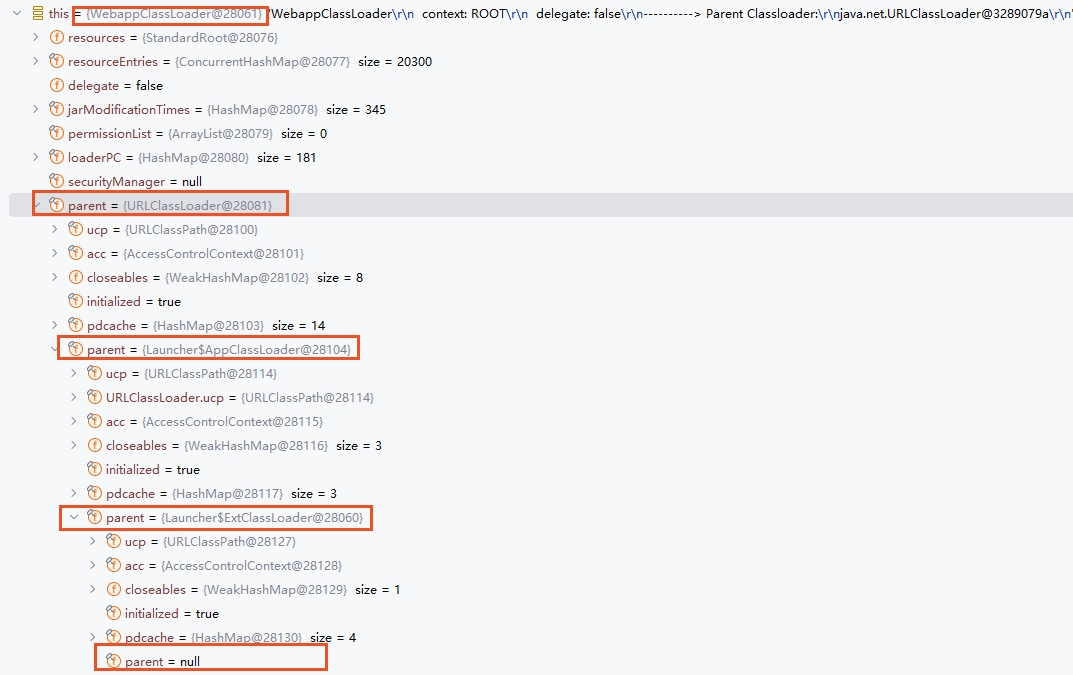 this = {WebappClassLoader@28061} "WebappClassLoader\r\n  context: ROOT\r\n  delegate: false\r\n----------> Parent Classloader:\r\njava.net.URLClassLoader@3289079a\r\n"
resources = {StandardRoot@28076}
resourceEntries = {ConcurrentHashMap@28077}  size = 20300
delegate = false
jarModificationTimes = {HashMap@28078}  size = 345
permissionList = {ArrayList@28079}  size = 0
loaderPC = {HashMap@28080}  size = 181
securityManager = null
parent = {URLClassLoader@28081}
ucp = {URLClassPath@28100}
acc = {AccessControlContext@28101}
closeables = {WeakHashMap@28102}  size = 8
initialized = true
pdcache = {HashMap@28103}  size = 14
parent = {Launcher$AppClassLoader@28104}
ucp = {URLClassPath@28114}
URLClassLoader.ucp = {URLClassPath@28114}
acc = {AccessControlContext@28115}
closeables = {WeakHashMap@28116}  size = 3
initialized = true
pdcache = {HashMap@28117}  size = 3
parent = {Launcher$ExtClassLoader@28060}
ucp = {URLClassPath@28127}
acc = {AccessControlContext@28128}
closeables = {WeakHashMap@28129}  size = 1
initialized = true
pdcache = {HashMap@28130}  size = 4
parent = null